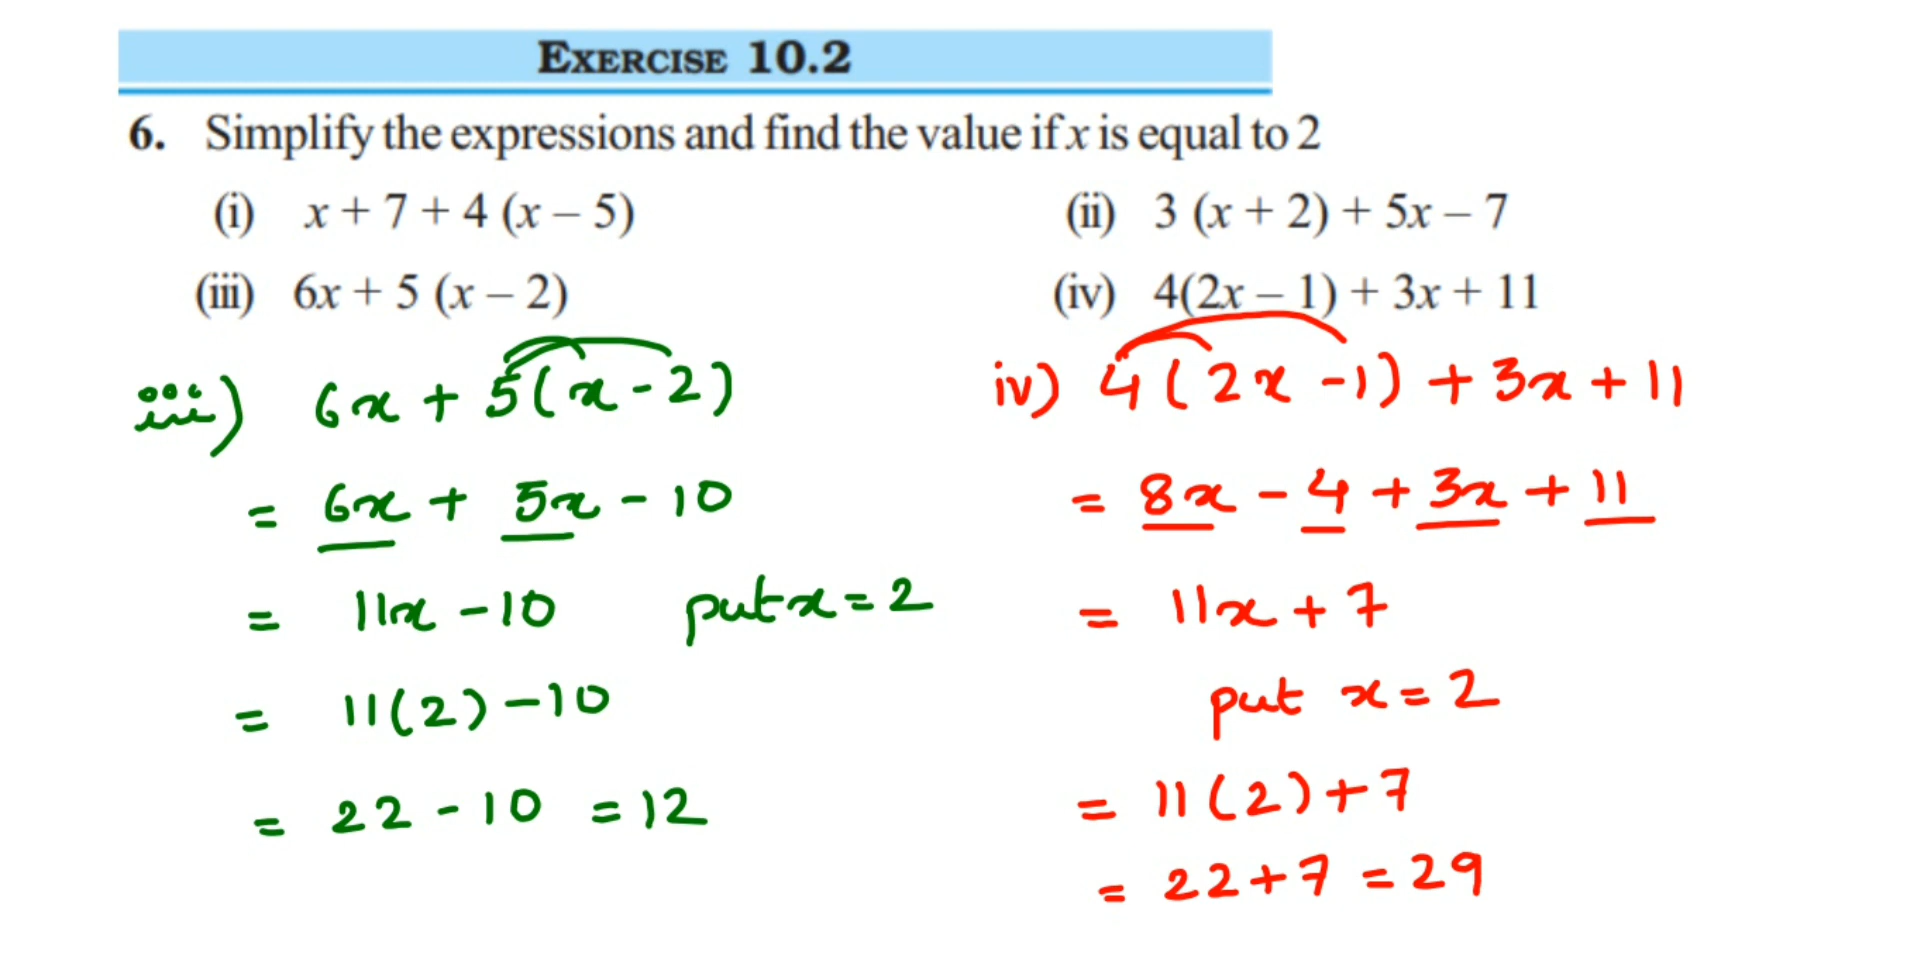 EXERCISE 10.2
6. Simplify the expressions and find the value if x is equal to 2
(i) x + 7 + 4 (x – 5) (ii) 3 (x + 2) + 5x – 7
(iii) 6x + 5 (x – 2) (iv) 4(2x – 1) + 3x + 11
iii) 6x + 5(x - 2)
= 6x + 5x - 10
= 11x - 10 put x = 2
= 11(2) - 10
= 22 - 10 = 12
iv) 4(2x - 1) + 3x + 11
= 8x - 4 + 3x + 11
= 11x + 7
put x = 2
= 11(2) + 7
= 22 + 7 = 29